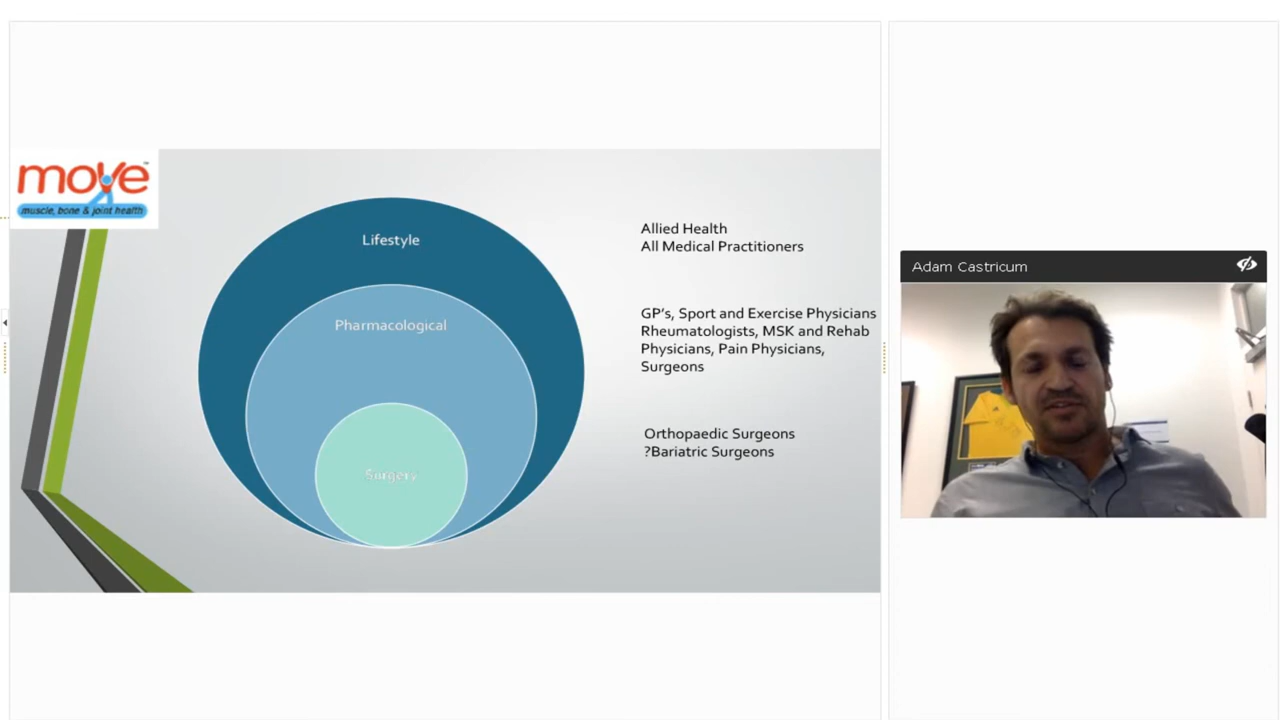 move
muscle, bone & joint health
Lifestyle
Pharmacological
Surgery
Allied Health
All Medical Practitioners
GP's, Sport and Exercise Physicians
Rheumatologists, MSK and Rehab
Physicians, Pain Physicians,
Surgeons
Orthopaedic Surgeons
?Bariatric Surgeons
Adam Castricum